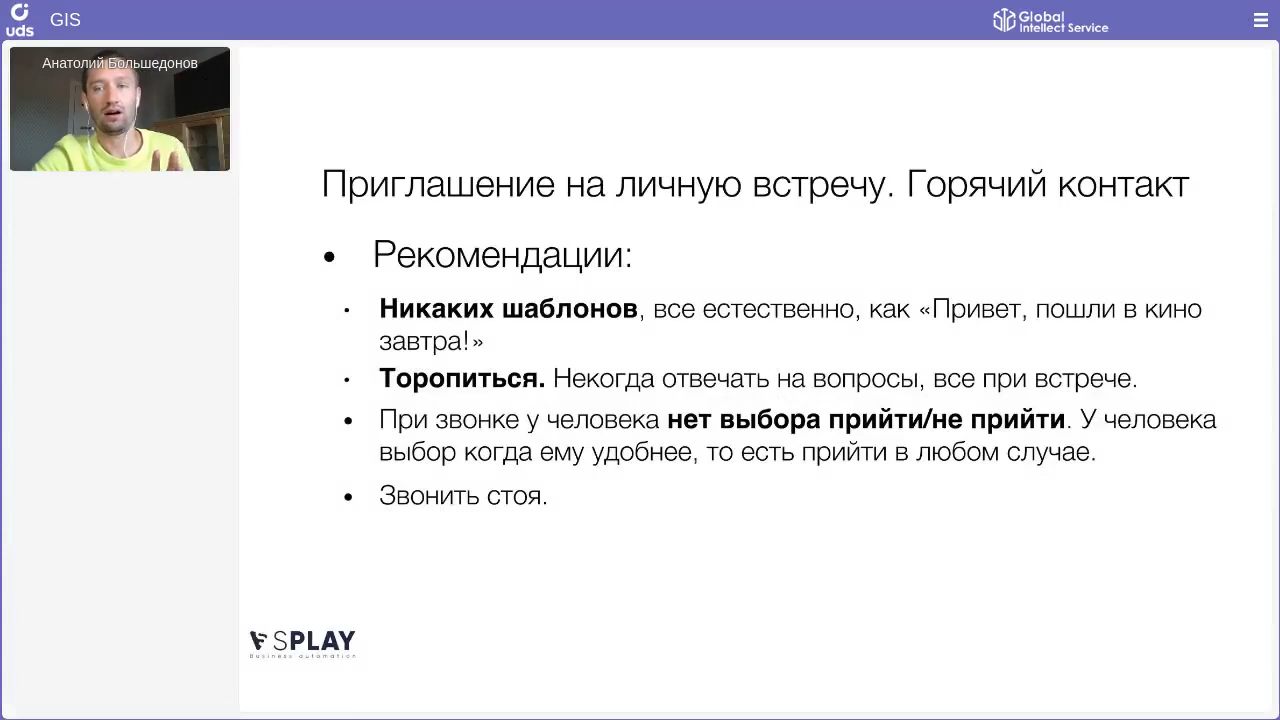 uds
GIS
Global
Intellect Service
Анатолий Большедонов
Приглашение на личную встречу. Горячий контакт
• Рекомендации:
• Никаких шаблонов, все естественно, как «Привет, пошли в кино
завтра!»
• Торопиться. Некогда отвечать на вопросы, все при встрече.
• При звонке у человека нет выбора прийти/не прийти. У человека
выбор когда ему удобнее, то есть прийти в любом случае.
• Звонить стоя.
SPLAY
Business automation